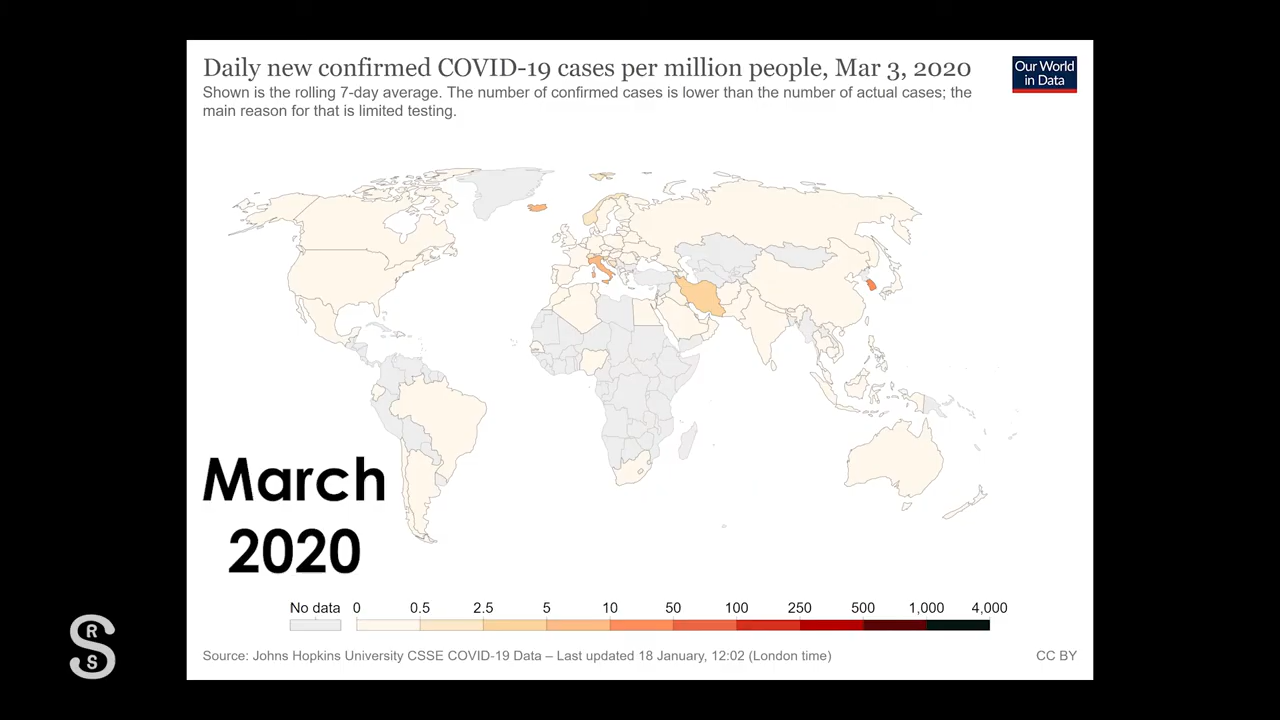 Daily new confirmed COVID-19 cases per million people, Mar 3, 2020
Shown is the rolling 7-day average. The number of confirmed cases is lower than the number of actual cases; the
main reason for that is limited testing.
Our World
in Data
March
2020
No data 0 0.5 2.5 5 10 50 100 250 500 1,000 4,000
Source: Johns Hopkins University CSSE COVID-19 Data – Last updated 18 January, 12:02 (London time)
CC BY
R
S
S